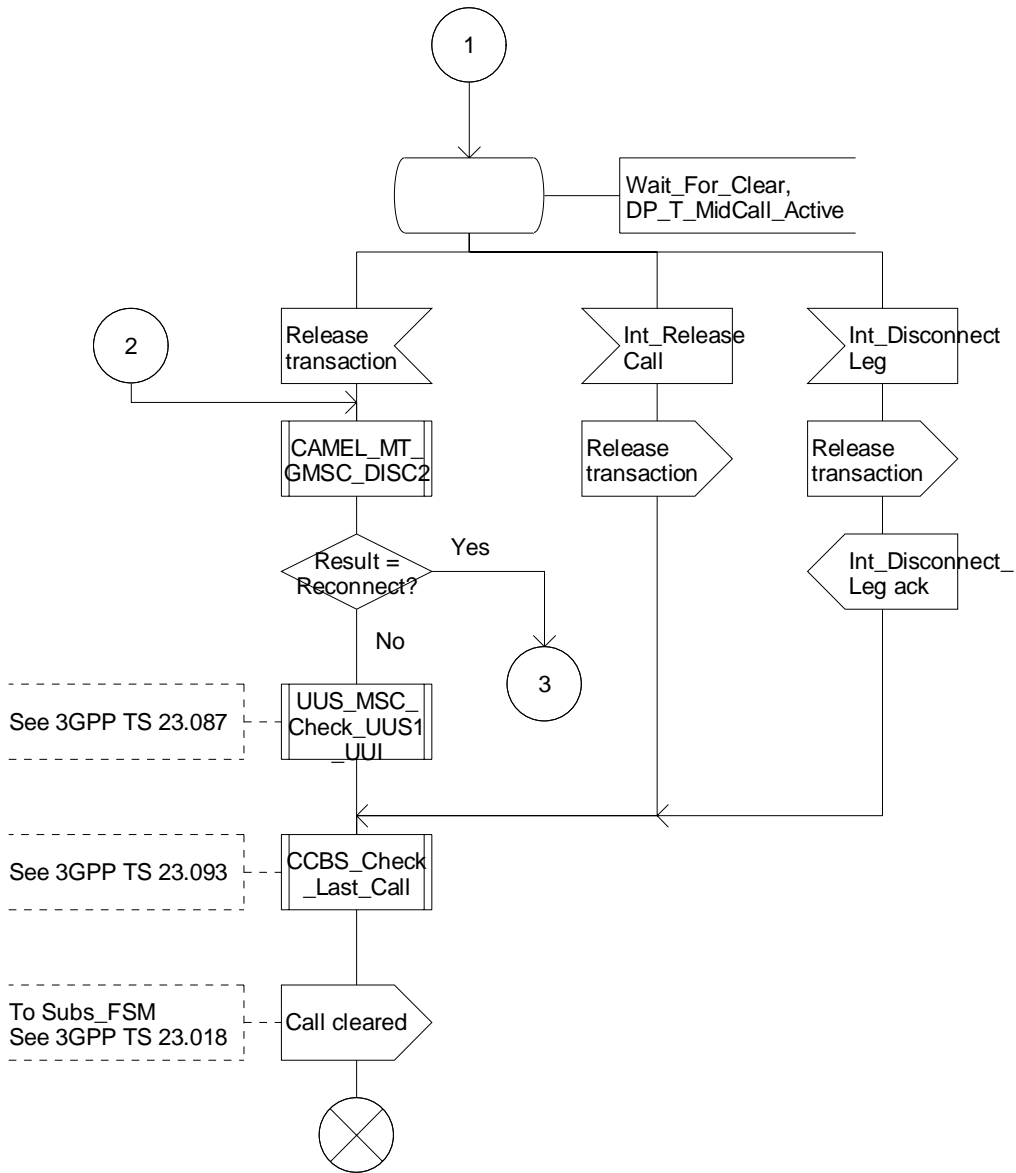 1
Wait_For_Clear,
DP_T_MidCall_Active
2
Release
transaction
Int_Release
Call
Int_Disconnect
Leg
CAMEL_MT_
GMSC_DISC2
Release
transaction
Release
transaction
Result =
Reconnect?
Yes
No
Int_Disconnect_
Leg ack
3
See 3GPP TS 23.087
UUS_MSC_
Check_UUS1
_UUI
See 3GPP TS 23.093
CCBS_Check
_Last_Call
To Subs_FSM
See 3GPP TS 23.018
Call cleared